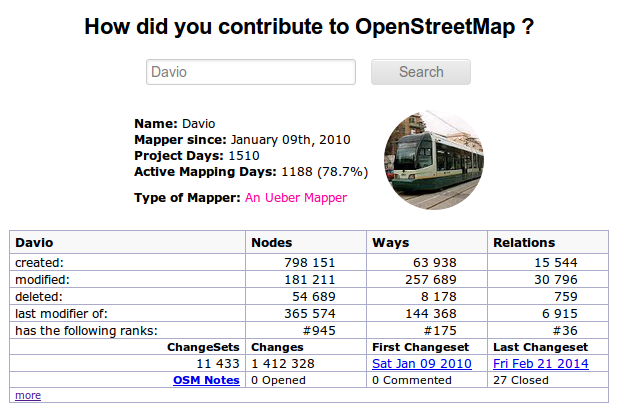 How did you contribute to OpenStreetMap ?
Davio Search
Name: Davio
Mapper since: January 09th, 2010
Project Days: 1510
Active Mapping Days: 1188 (78.7%)
Type of Mapper: An Ueber Mapper
Davio Nodes Ways Relations
created: 798 151 63 938 15 544
modified: 181 211 257 689 30 796
deleted: 54 689 8 178 759
last modifier of: 365 574 144 368 6 915
has the following ranks: #945 #175 #36
ChangeSets Changes First Changeset Last Changeset
11 433 1 412 328 Sat Jan 09 2010 Fri Feb 21 2014
OSM Notes 0 Opened 0 Commented 27 Closed
more